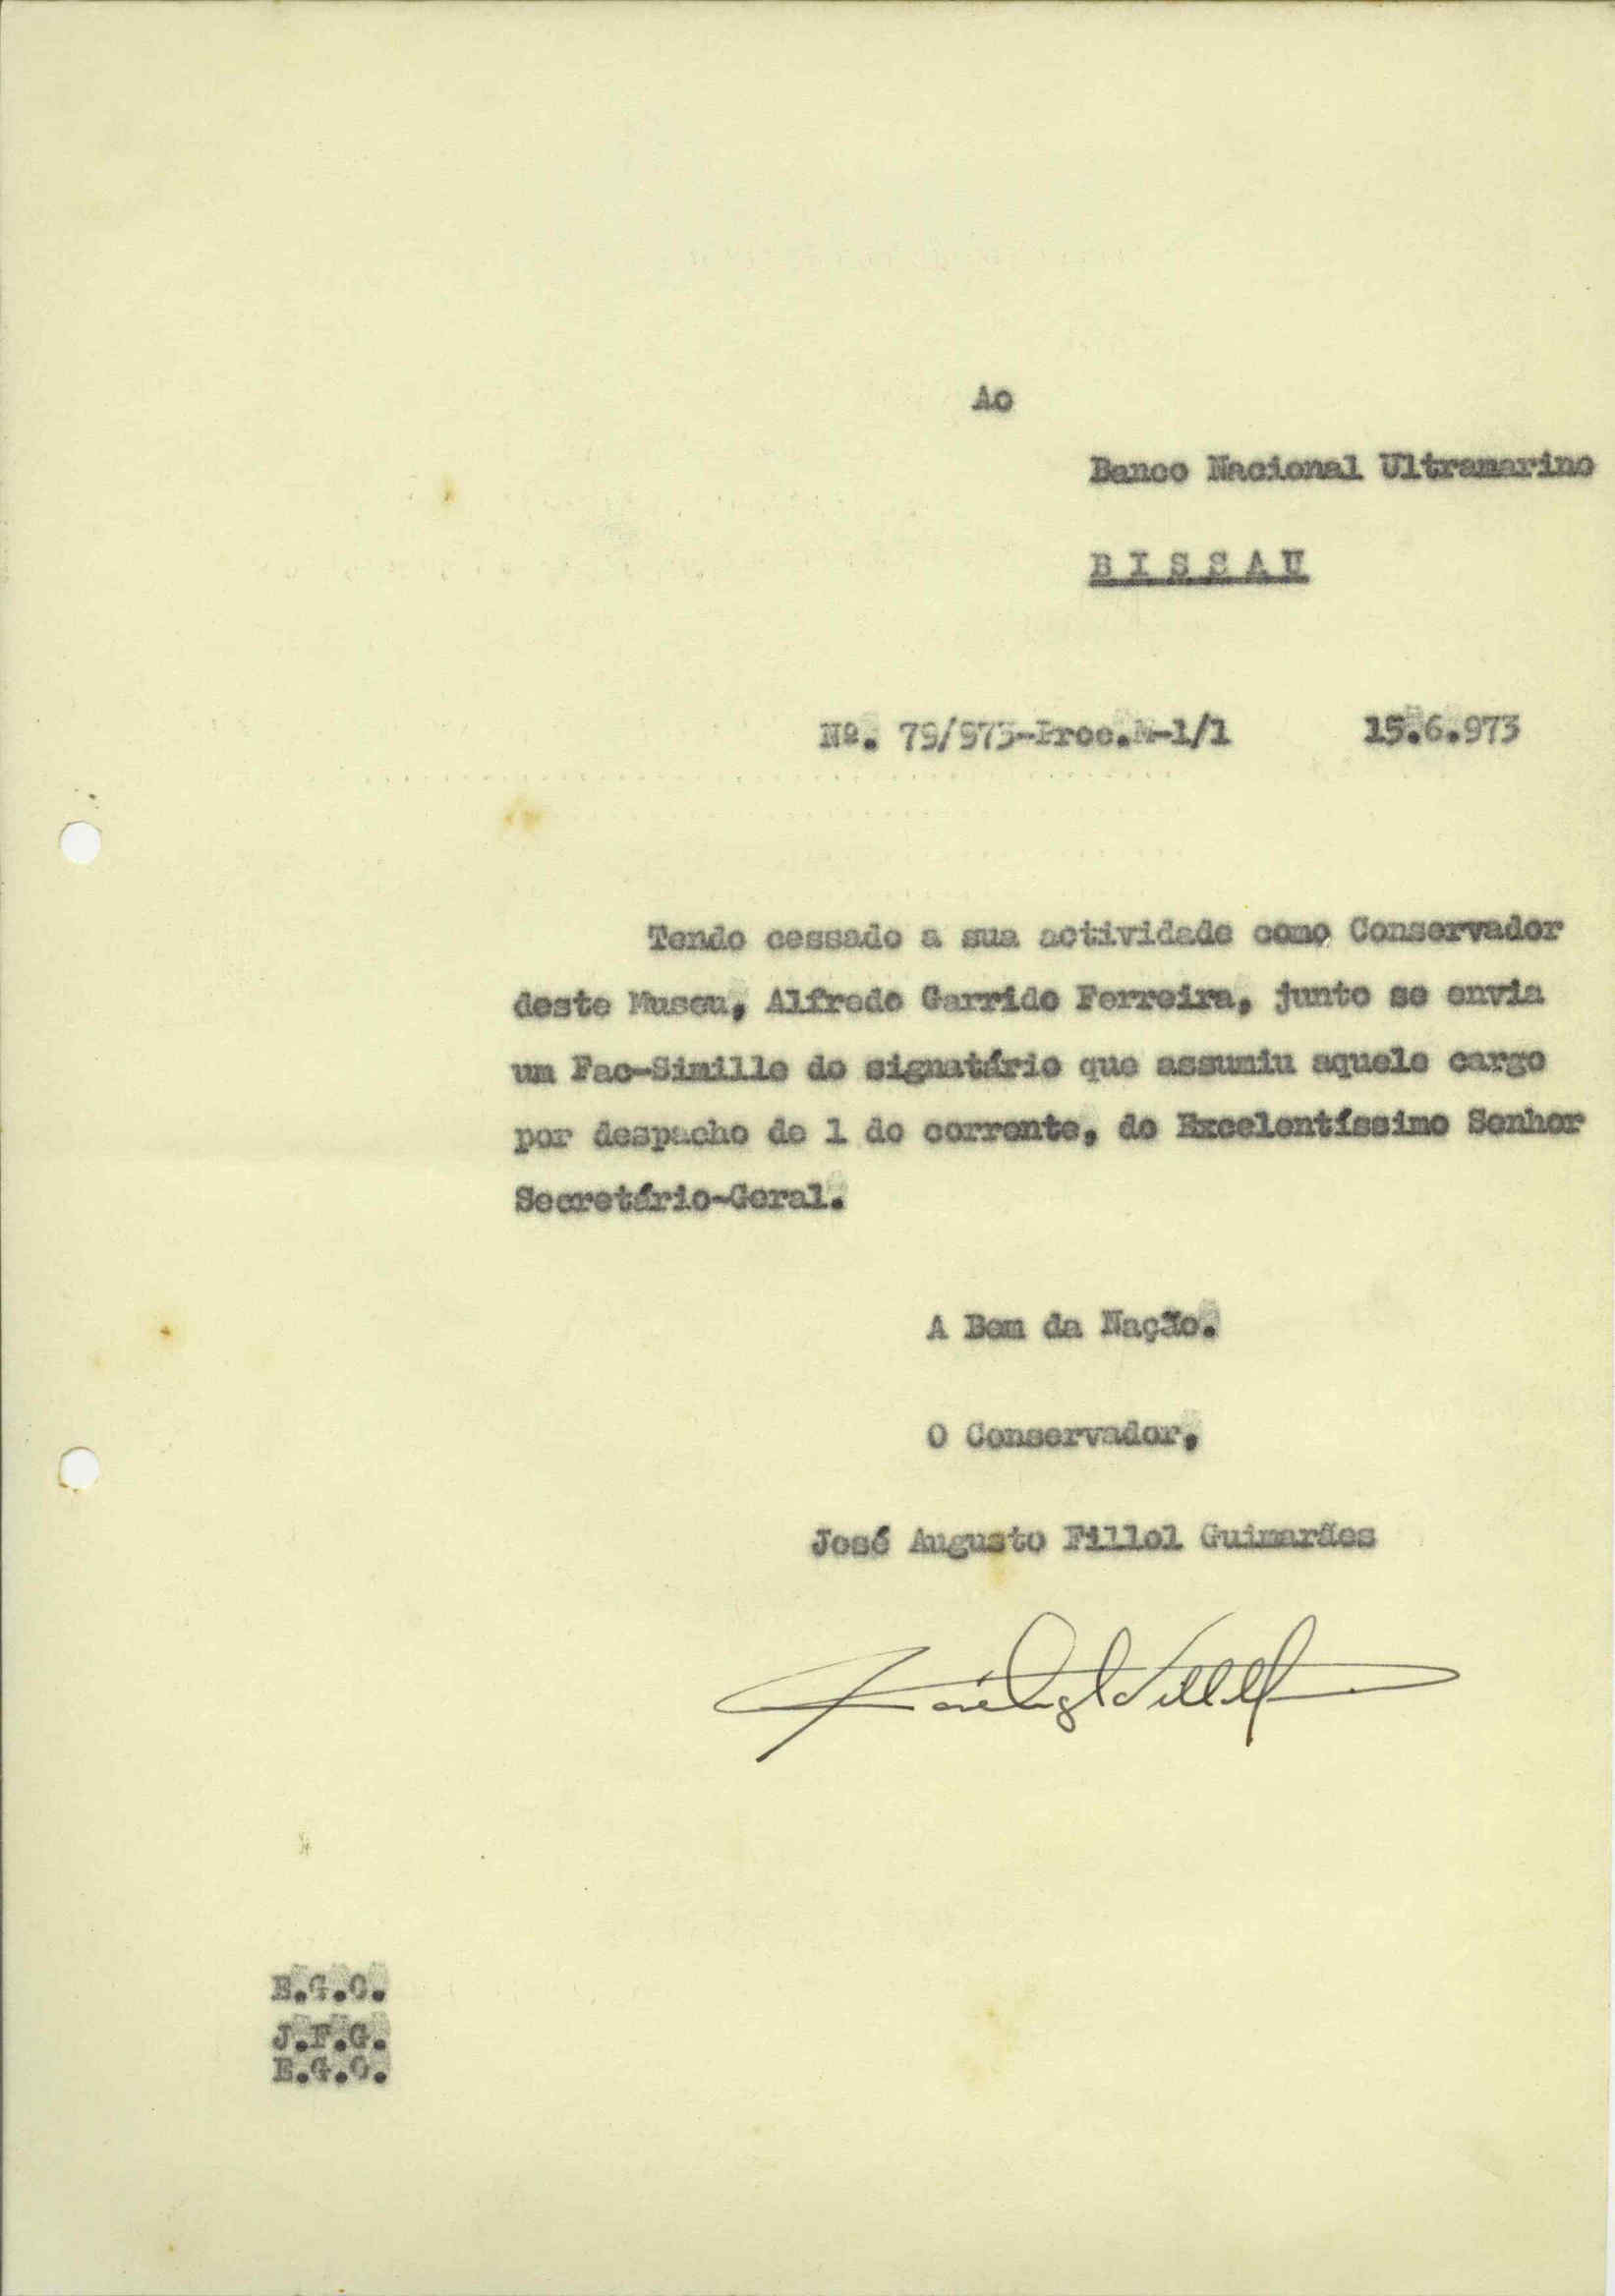 Ao
Banco Nacional Ultramarino
B I S S A U
Nº. 79/973-Proc.M-1/1 15.6.973
Tendo cessado a sua actividade como Conservador
deste Museu, Alfredo Garrido Ferreira, junto se envia
um Fac-Simille do signatário que assumiu aquele cargo
por despacho de 1 do corrente, do Excelentíssimo Senhor
Secretário-Geral.
A Bem da Nação.
O Conservador,
José Augusto Fillol Guimarães
E.G.O.
J.F.G.
E.G.O.